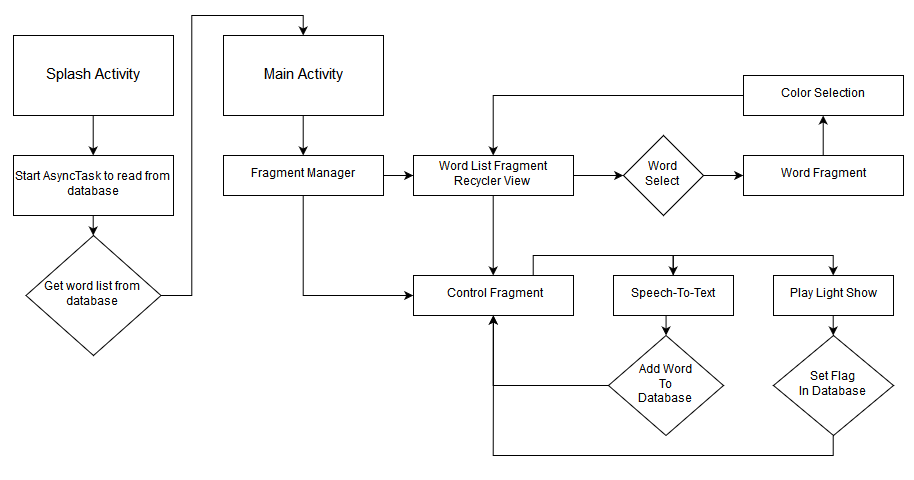 Splash Activity
Main Activity
Color Selection
Start AsyncTask to read from
database
Fragment Manager
Word List Fragment
Recycler View
Word
Select
Word Fragment
Get word list from
database
Control Fragment
Speech-To-Text
Play Light Show
Add Word
To
Database
Set Flag
In Database